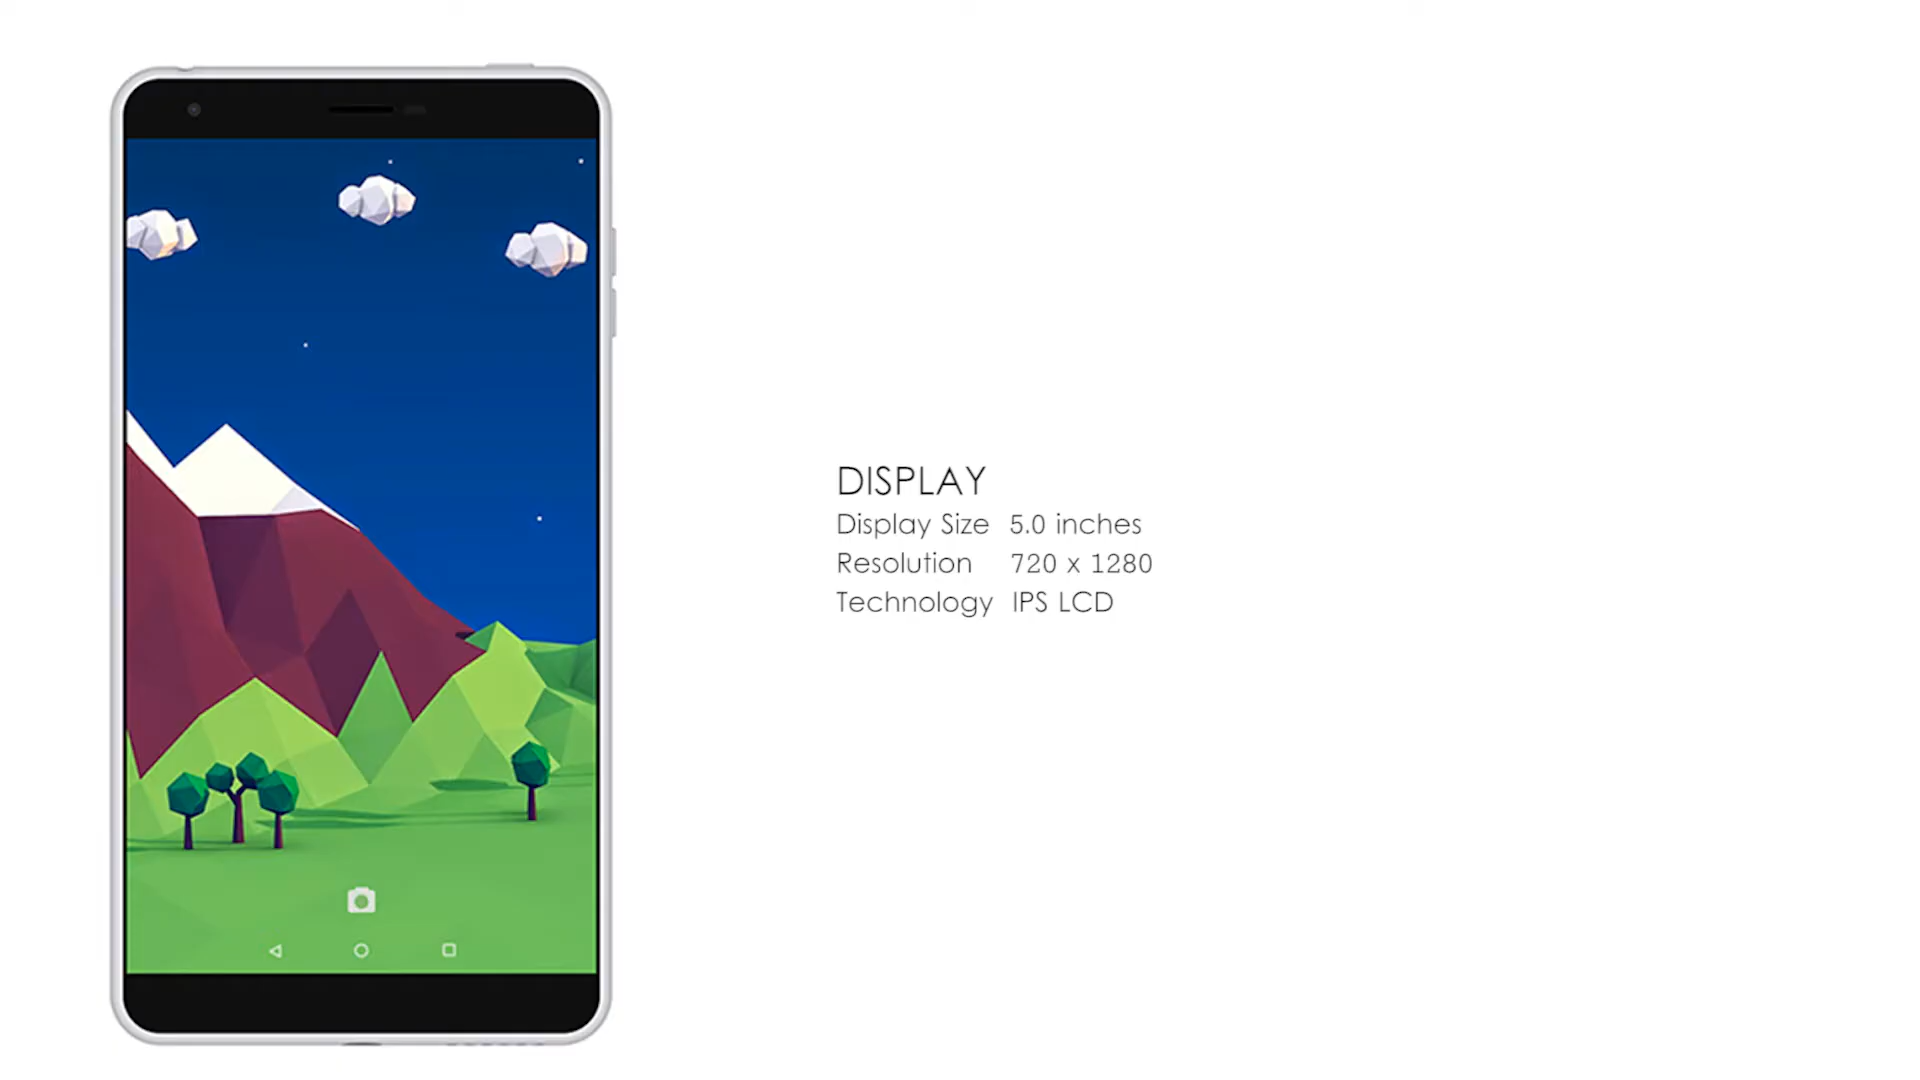 DISPLAY
Display Size 5.0 inches
Resolution 720 x 1280
Technology IPS LCD